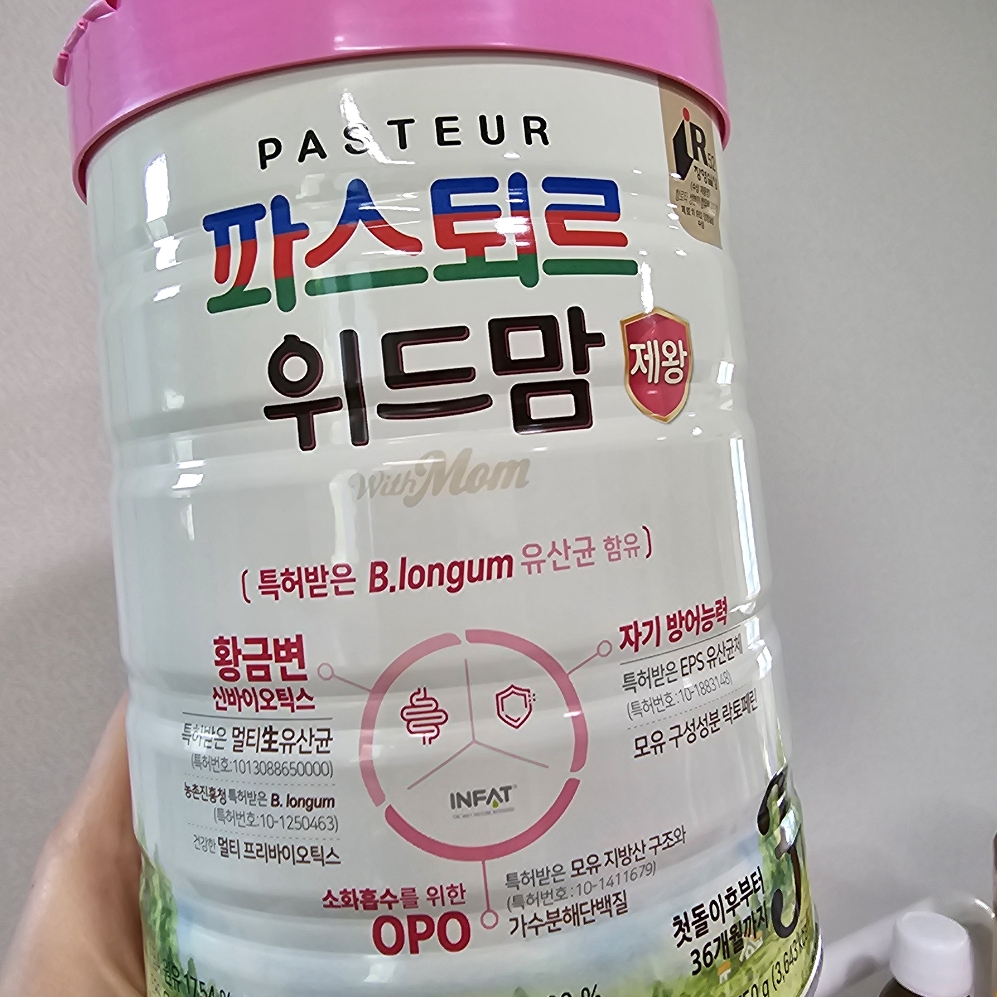 PASTEUR
파스퇴르
위드맘
제왕
With Mom
iR
( 특허받은 B.longum 유산균 함유 )
황금변
신바이오틱스
특허받은 멀티生유산균
(특허번호:1013088650000)
농촌진흥청 특허받은 B. longum
(특허번호:10-1250463)
건강한 멀티 프리바이오틱스
자기 방어능력
특허받은 EPS 유산균체
(특허번호:10-1883148)
모유 구성성분 락토페린
INFAT
소화흡수를 위한
OPO
특허받은 모유 지방산 구조와
(특허번호:10-1411679)
가수분해단백질
3
첫돌이후부터
36개월까지